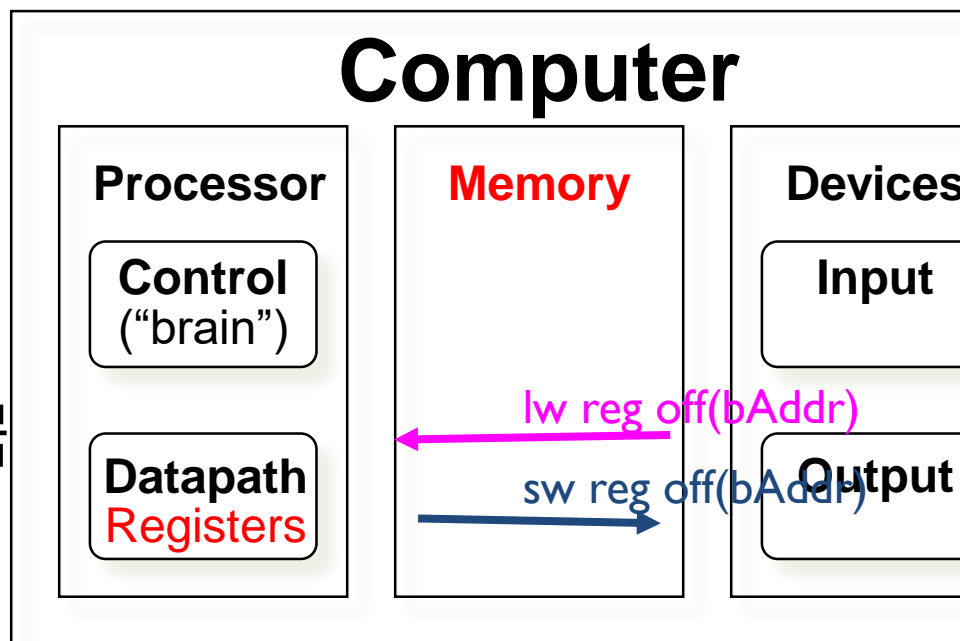 Computer
Processor
Memory
Devices
Control
(“brain”)
Input
lw reg off(bAddr)
Datapath
Registers
sw reg off(bAddr)
Output